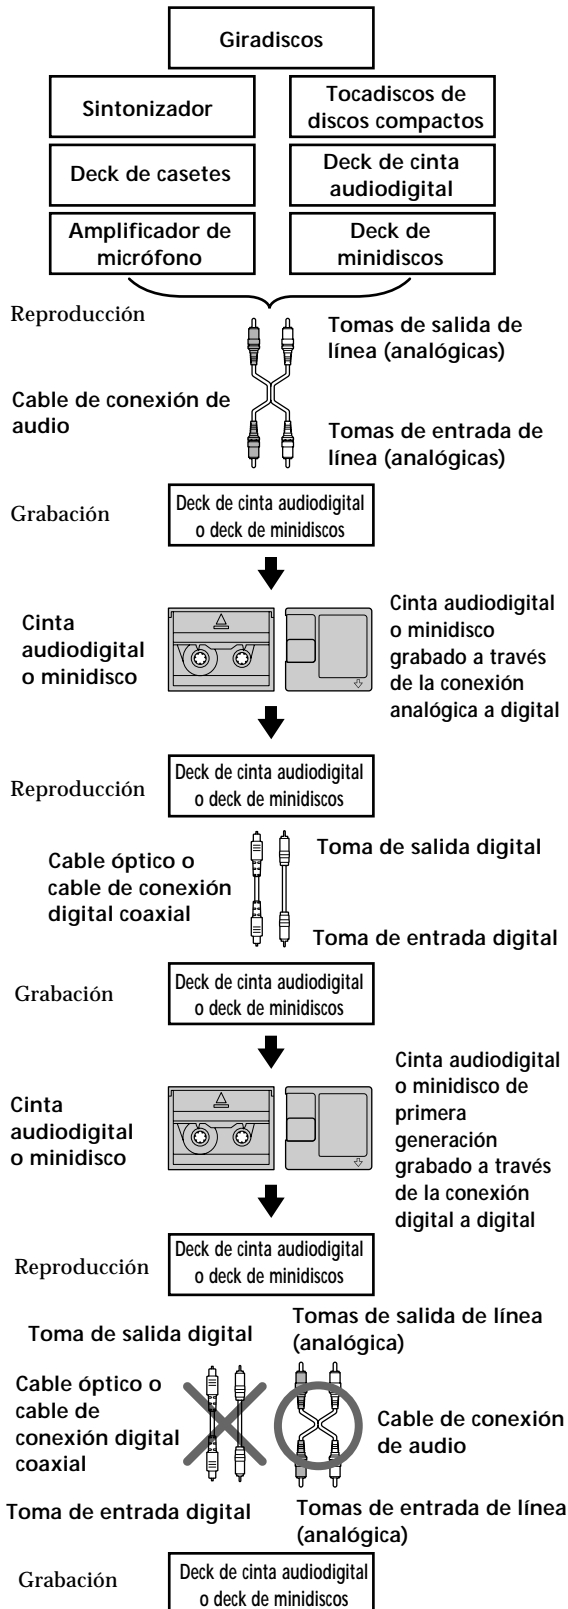 Giradiscos
Sintonizador
Tocadiscos de
discos compactos
Deck de casetes
Deck de cinta
audiodigital
Amplificador de
micrófono
Deck de
minidiscos
Reproducción
Tomas de salida de
línea (analógicas)
Cable de conexión de
audio
Tomas de entrada de
línea (analógicas)
Grabación
Deck de cinta audiodigital
o deck de minidiscos
Cinta
audiodigital
o minidisco
Cinta audiodigital
o minidisco
grabado a través
de la conexión
analógica a digital
Reproducción
Deck de cinta audiodigital
o deck de minidiscos
Cable óptico o
cable de conexión
digital coaxial
Toma de salida digital
Toma de entrada digital
Grabación
Deck de cinta audiodigital
o deck de minidiscos
Cinta
audiodigital
o minidisco
Cinta audiodigital
o minidisco de
primera
generación
grabado a través
de la conexión
digital a digital
Reproducción
Deck de cinta audiodigital
o deck de minidiscos
Toma de salida digital
Tomas de salida de línea
(analógica)
Cable óptico o
cable de
conexión digital
coaxial
Cable de conexión
de audio
Toma de entrada digital
Tomas de entrada de línea
(analógica)
Grabación
Deck de cinta audiodigital
o deck de minidiscos